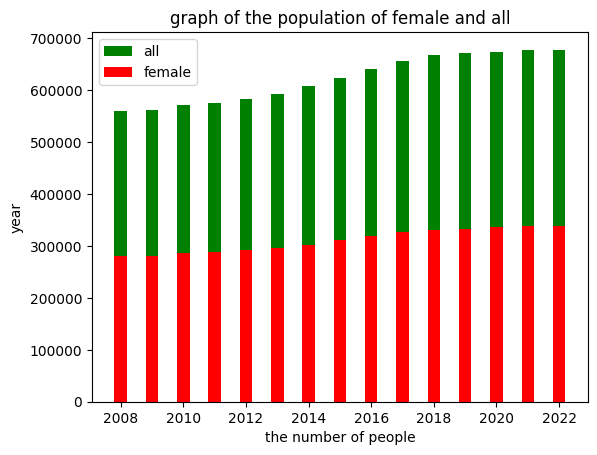 graph of the population of female and all
all
female
700000
600000
500000
400000
300000
200000
100000
0
year
2008 2010 2012 2014 2016 2018 2020 2022
the number of people